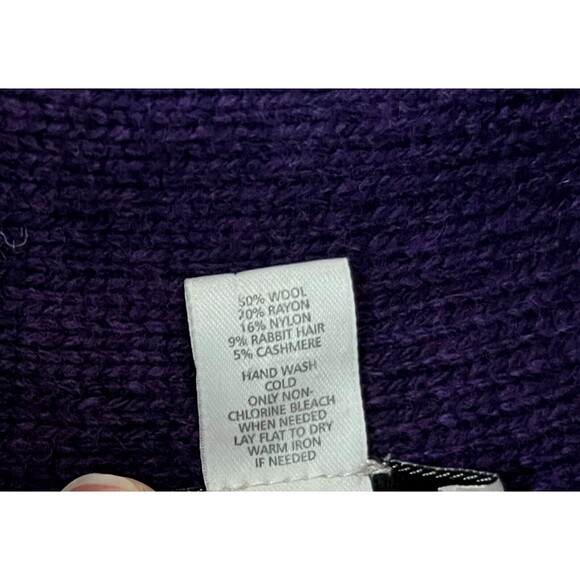 50% WOOL
20% RAYON
16% NYLON
9% RABBIT HAIR
5% CASHMERE
HAND WASH
COLD
ONLY NON-
CHLORINE BLEACH
WHEN NEEDED
LAY FLAT TO DRY
WARM IRON
IF NEEDED